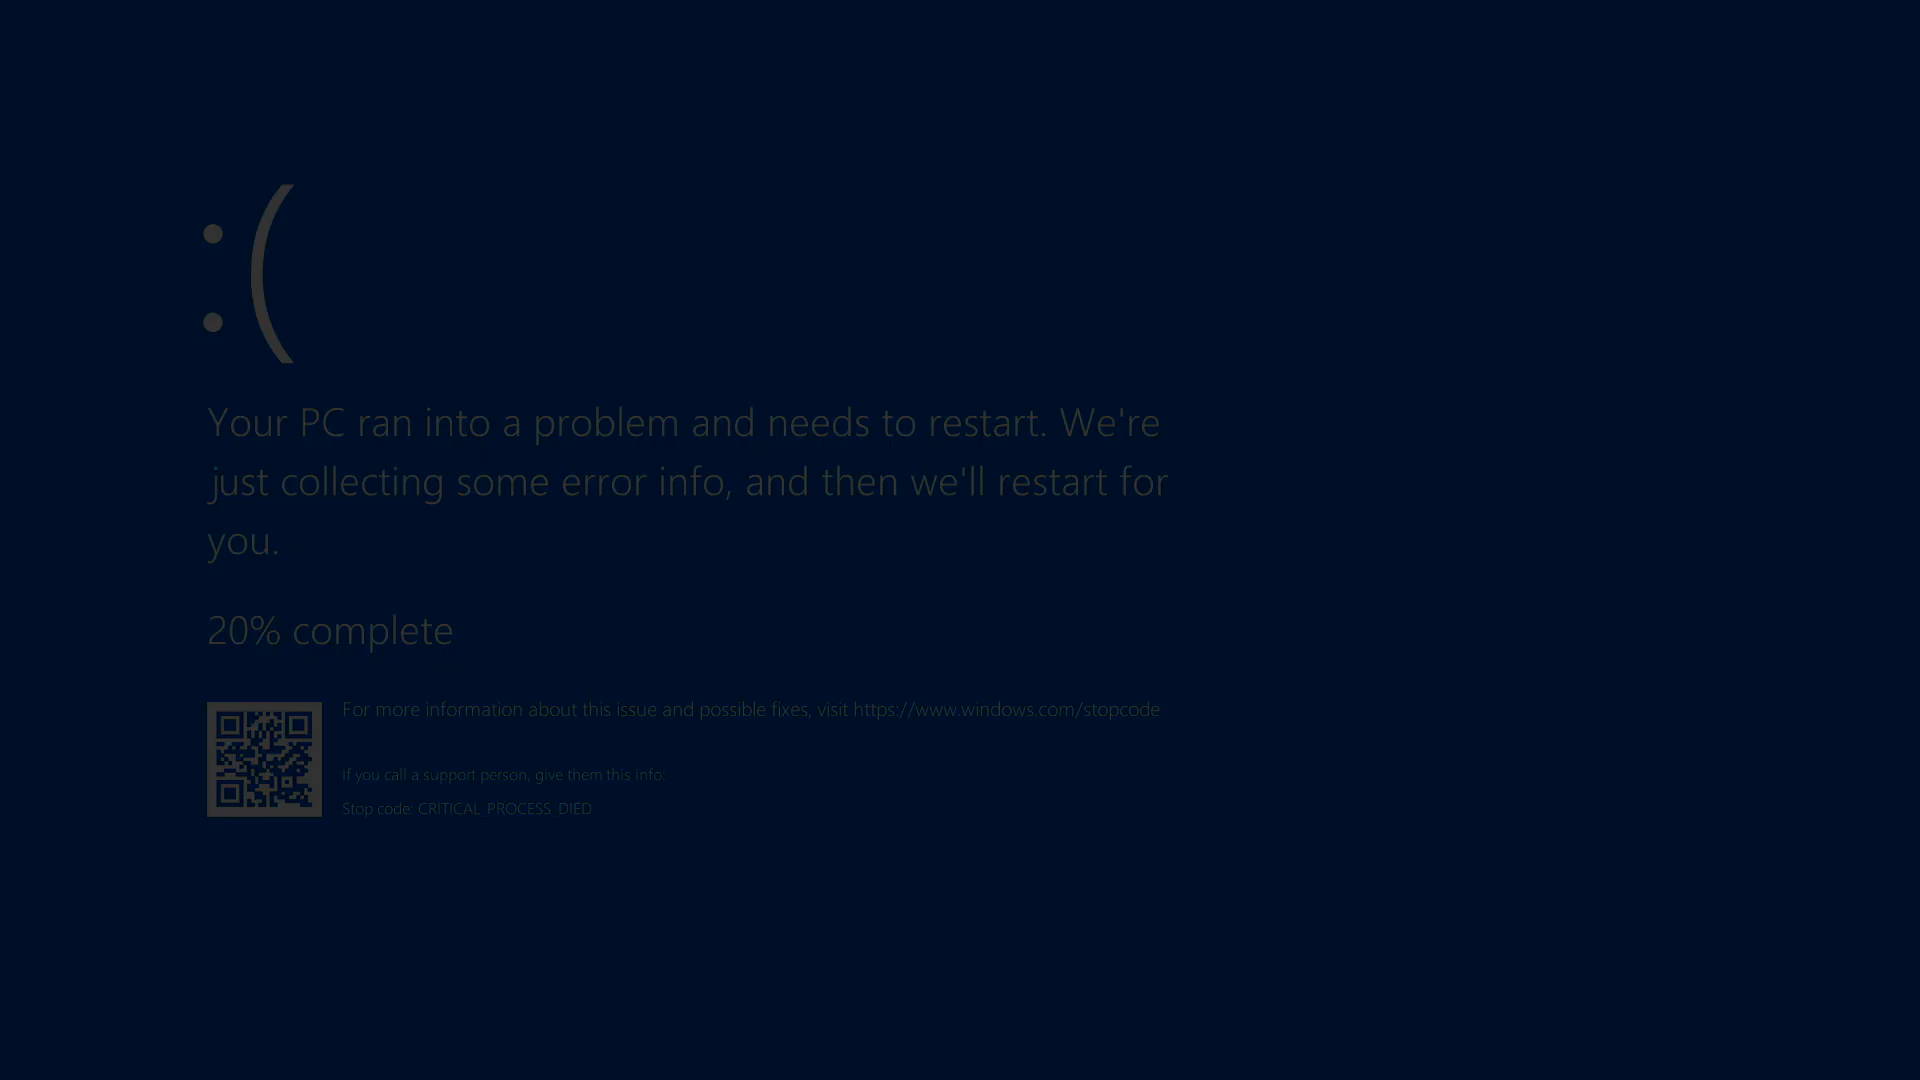 :(
Your PC ran into a problem and needs to restart. We're
just collecting some error info, and then we'll restart for
you.
20% complete
For more information about this issue and possible fixes, visit https://www.windows.com/stopcode
If you call a support person, give them this info:
Stop code: CRITICAL_PROCESS_DIED